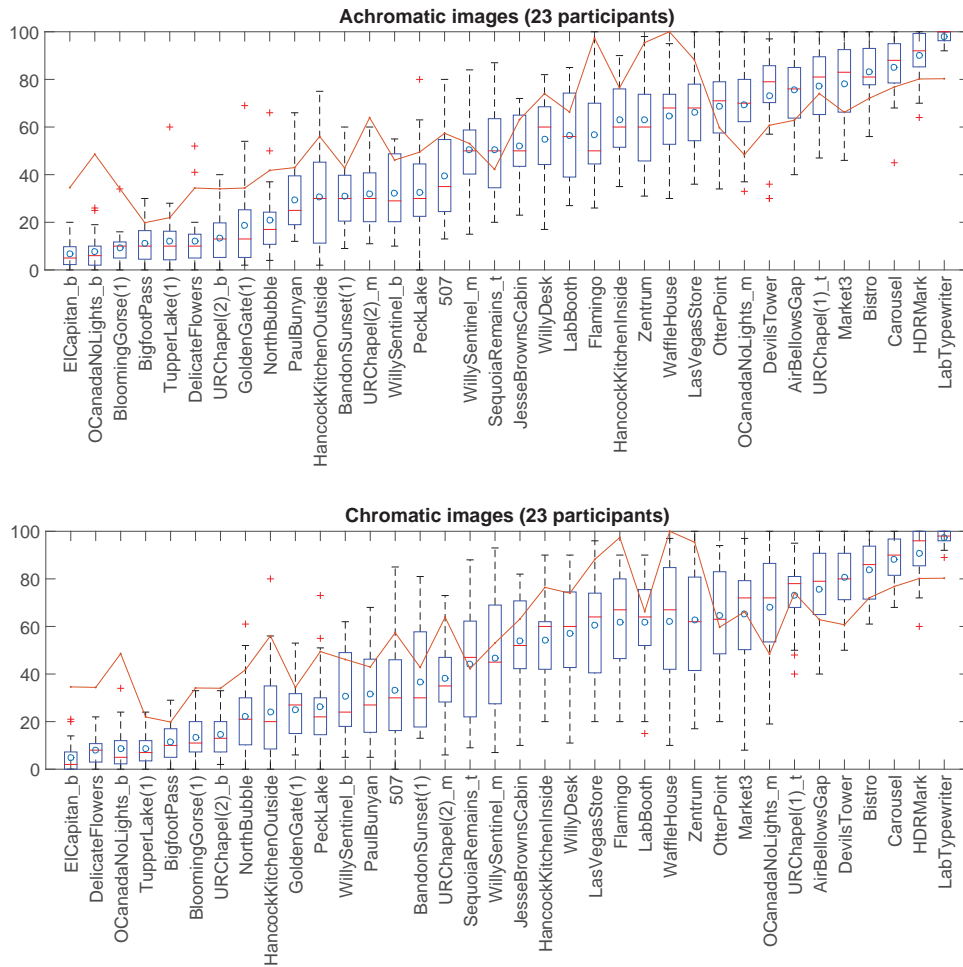 Achromatic images (23 participants)
100
80
60
40
20
0
ElCapitan_b
OCanadaNoLights_b
BloomingGorse(1)
BigfootPass
TupperLake(1)
DelicateFlowers
URChapel(2)_b
GoldenGate(1)
NorthBubble
PaulBunyan
HancockKitchenOutside
BandonSunset(1)
URChapel(2)_m
WillySentinel_b
PeckLake
507
WillySentinel_m
SequoiaRemains_t
JesseBrownsCabin
WillyDesk
LabBooth
Flamingo
HancockKitchenInside
Zentrum
WaffleHouse
LasVegasStore
OtterPoint
OCanadaNoLights_m
DevilsTower
AirBellowsGap
URChapel(1)_t
Market3
Bistro
Carousel
HDRMark
LabTypewriter
Chromatic images (23 participants)
100
80
60
40
20
0
ElCapitan_b
DelicateFlowers
OCanadaNoLights_b
TupperLake(1)
BigfootPass
BloomingGorse(1)
URChapel(2)_b
NorthBubble
HancockKitchenOutside
GoldenGate(1)
PeckLake
WillySentinel_b
PaulBunyan
507
BandonSunset(1)
URChapel(2)_m
SequoiaRemains_t
WillySentinel_m
JesseBrownsCabin
HancockKitchenInside
WillyDesk
LasVegasStore
Flamingo
LabBooth
WaffleHouse
Zentrum
OtterPoint
Market3
OCanadaNoLights_m
URChapel(1)_t
AirBellowsGap
DevilsTower
Bistro
Carousel
HDRMark
LabTypewriter